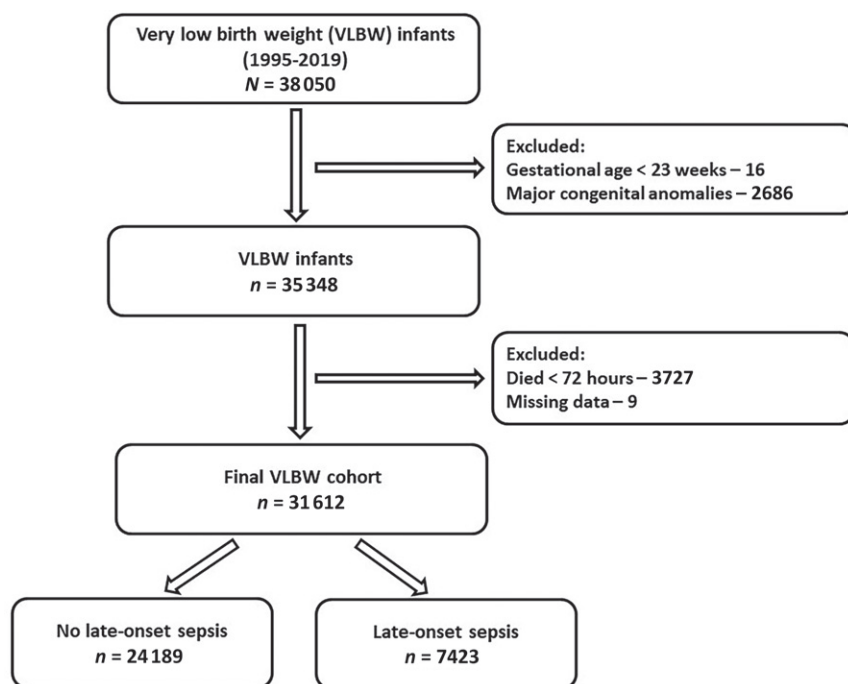 Very low birth weight (VLBW) infants
(1995-2019)
N = 38 050
Excluded:
Gestational age < 23 weeks – 16
Major congenital anomalies – 2686
VLBW infants
n = 35 348
Excluded:
Died < 72 hours – 3727
Missing data – 9
Final VLBW cohort
n = 31 612
No late-onset sepsis
n = 24 189
Late-onset sepsis
n = 7423